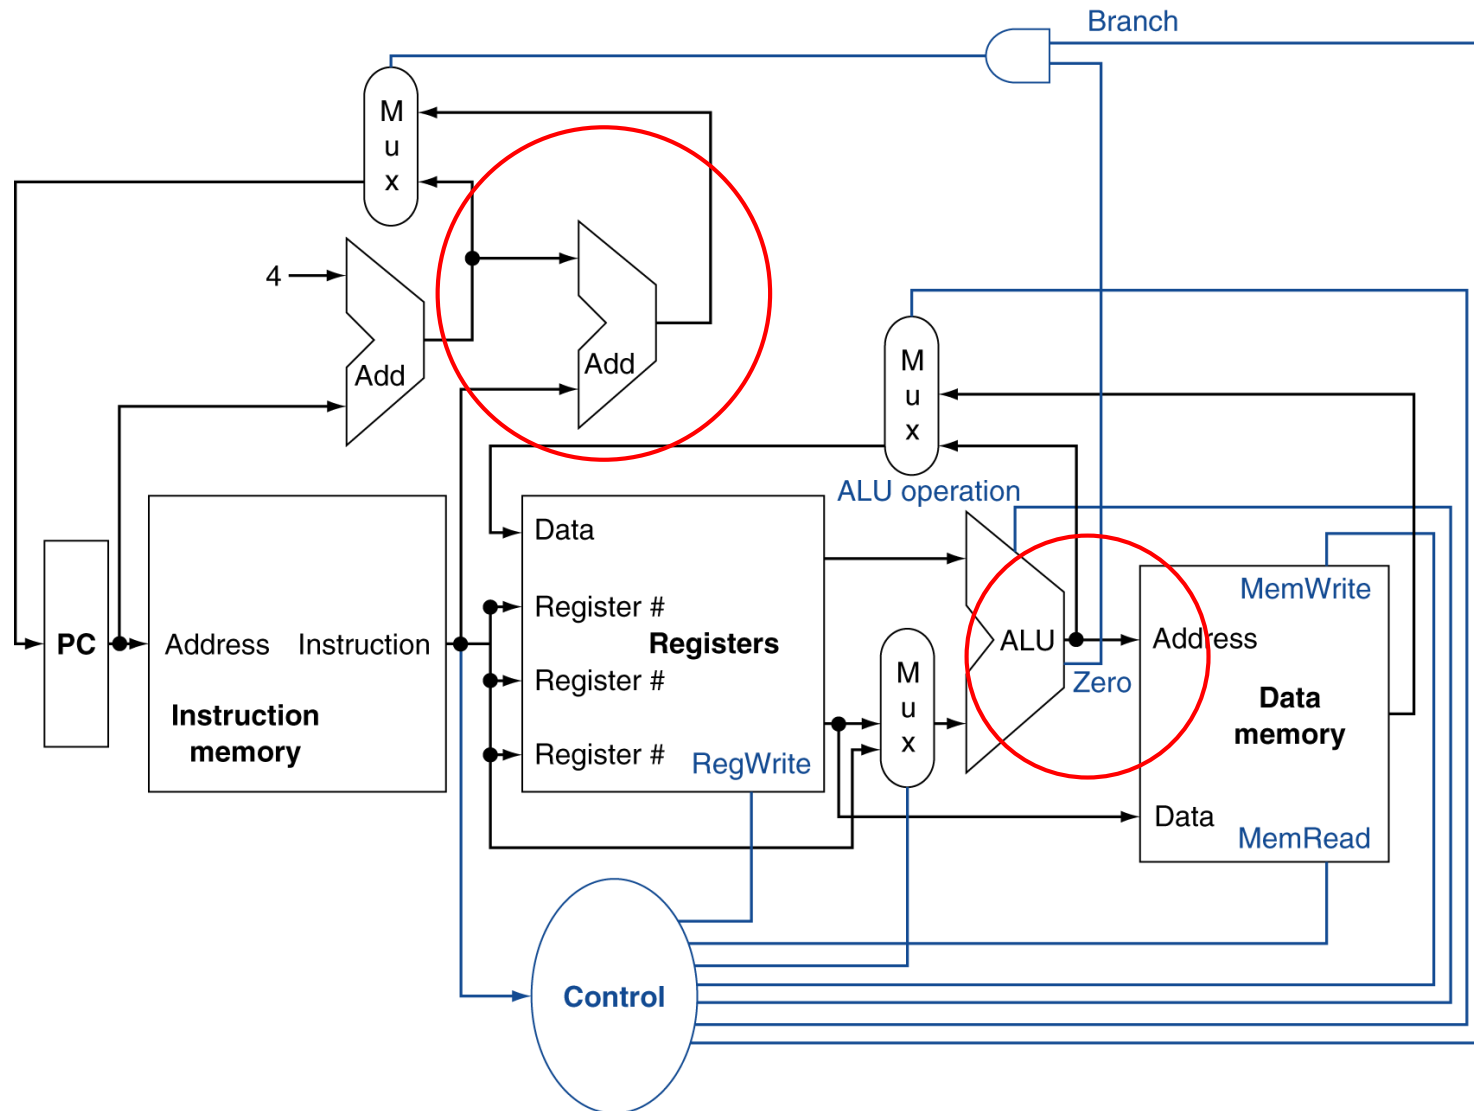 Branch
M
u
x
4
Add
Add
M
u
x
ALU operation
Data
Register #
Registers
Register #
Register #
RegWrite
PC
Address Instruction
Instruction
memory
M
u
x
ALU
Zero
MemWrite
Address
Data
memory
Data
MemRead
Control